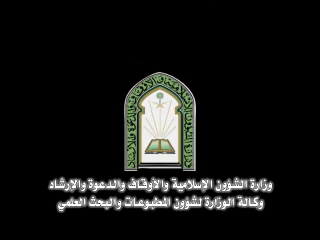 وزارة الشؤون الإسلامية والأوقاف والدعوة والإرشاد
وكالة الوزارة لشؤون المطبوعات والبحث العلمي